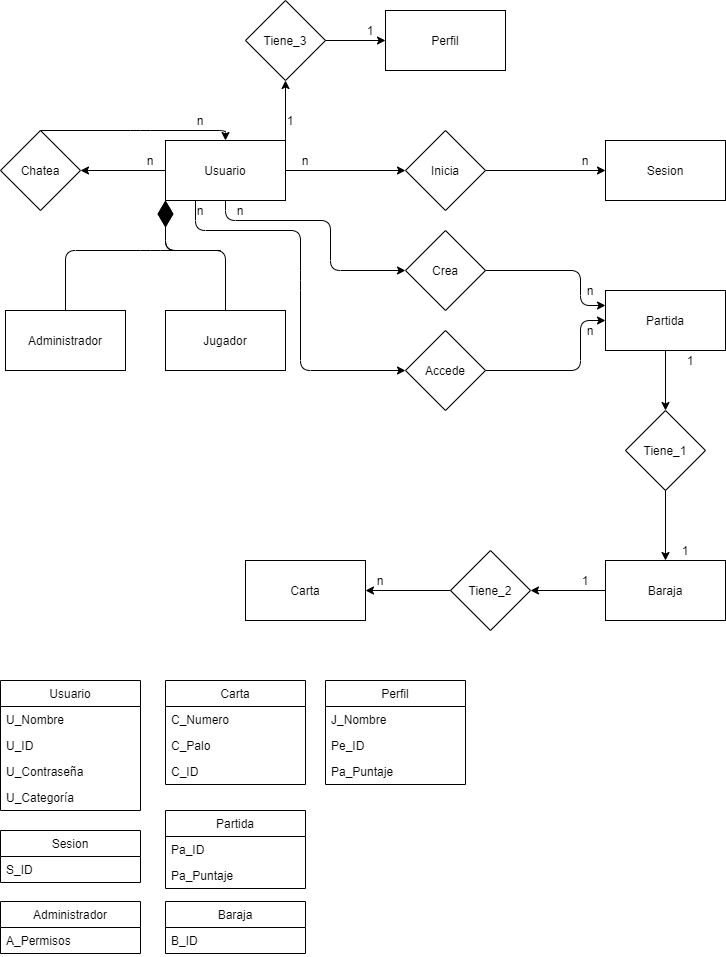 1
Tiene_3
Perfil
1
n
n
n
n
Chatea
Usuario
Inicia
Sesion
n
n
Crea
n
Administrador
Jugador
Partida
n
Accede
1
Tiene_1
1
n
1
Carta
Tiene_2
Baraja
Usuario
U_Nombre
U_ID
U_Contraseña
U_Categoría
Carta
C_Numero
C_Palo
C_ID
Perfil
J_Nombre
Pe_ID
Pa_Puntaje
Sesion
S_ID
Partida
Pa_ID
Pa_Puntaje
Administrador
A_Permisos
Baraja
B_ID